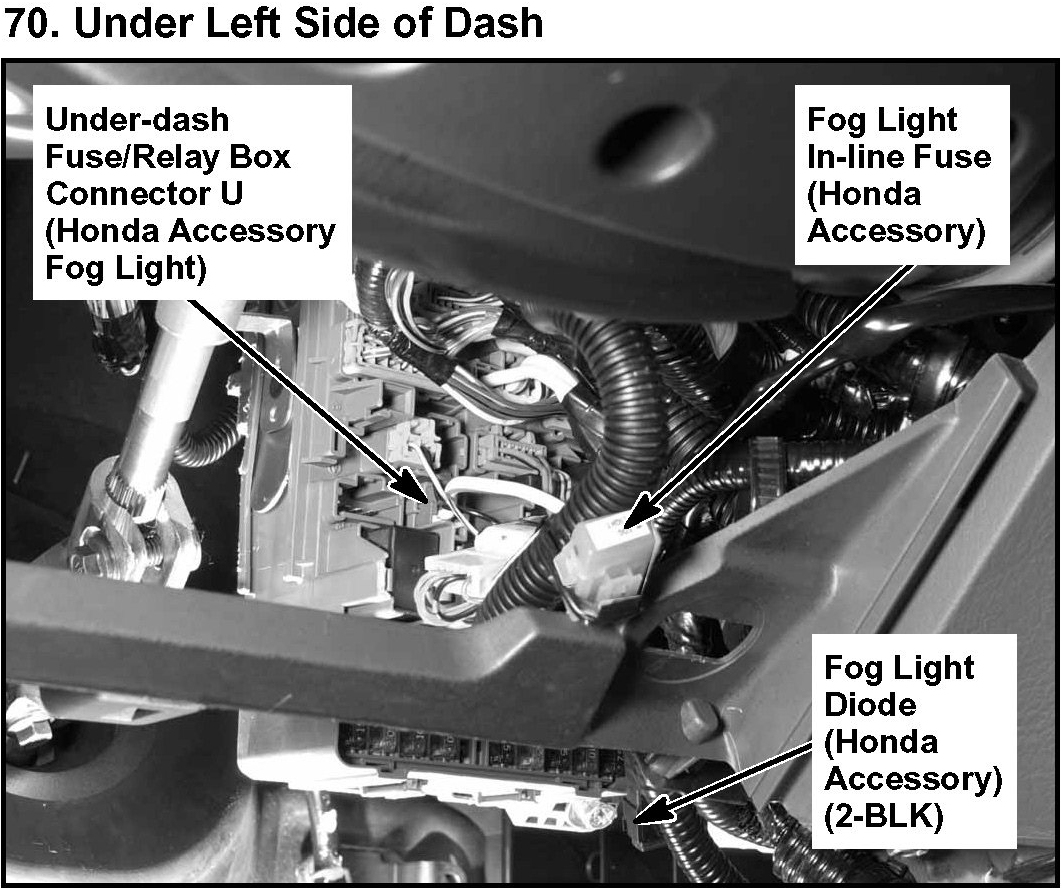 70. Under Left Side of Dash
Under-dash
Fuse/Relay Box
Connector U
(Honda Accessory
Fog Light)
Fog Light
In-line Fuse
(Honda
Accessory)
Fog Light
Diode
(Honda
Accessory)
(2-BLK)